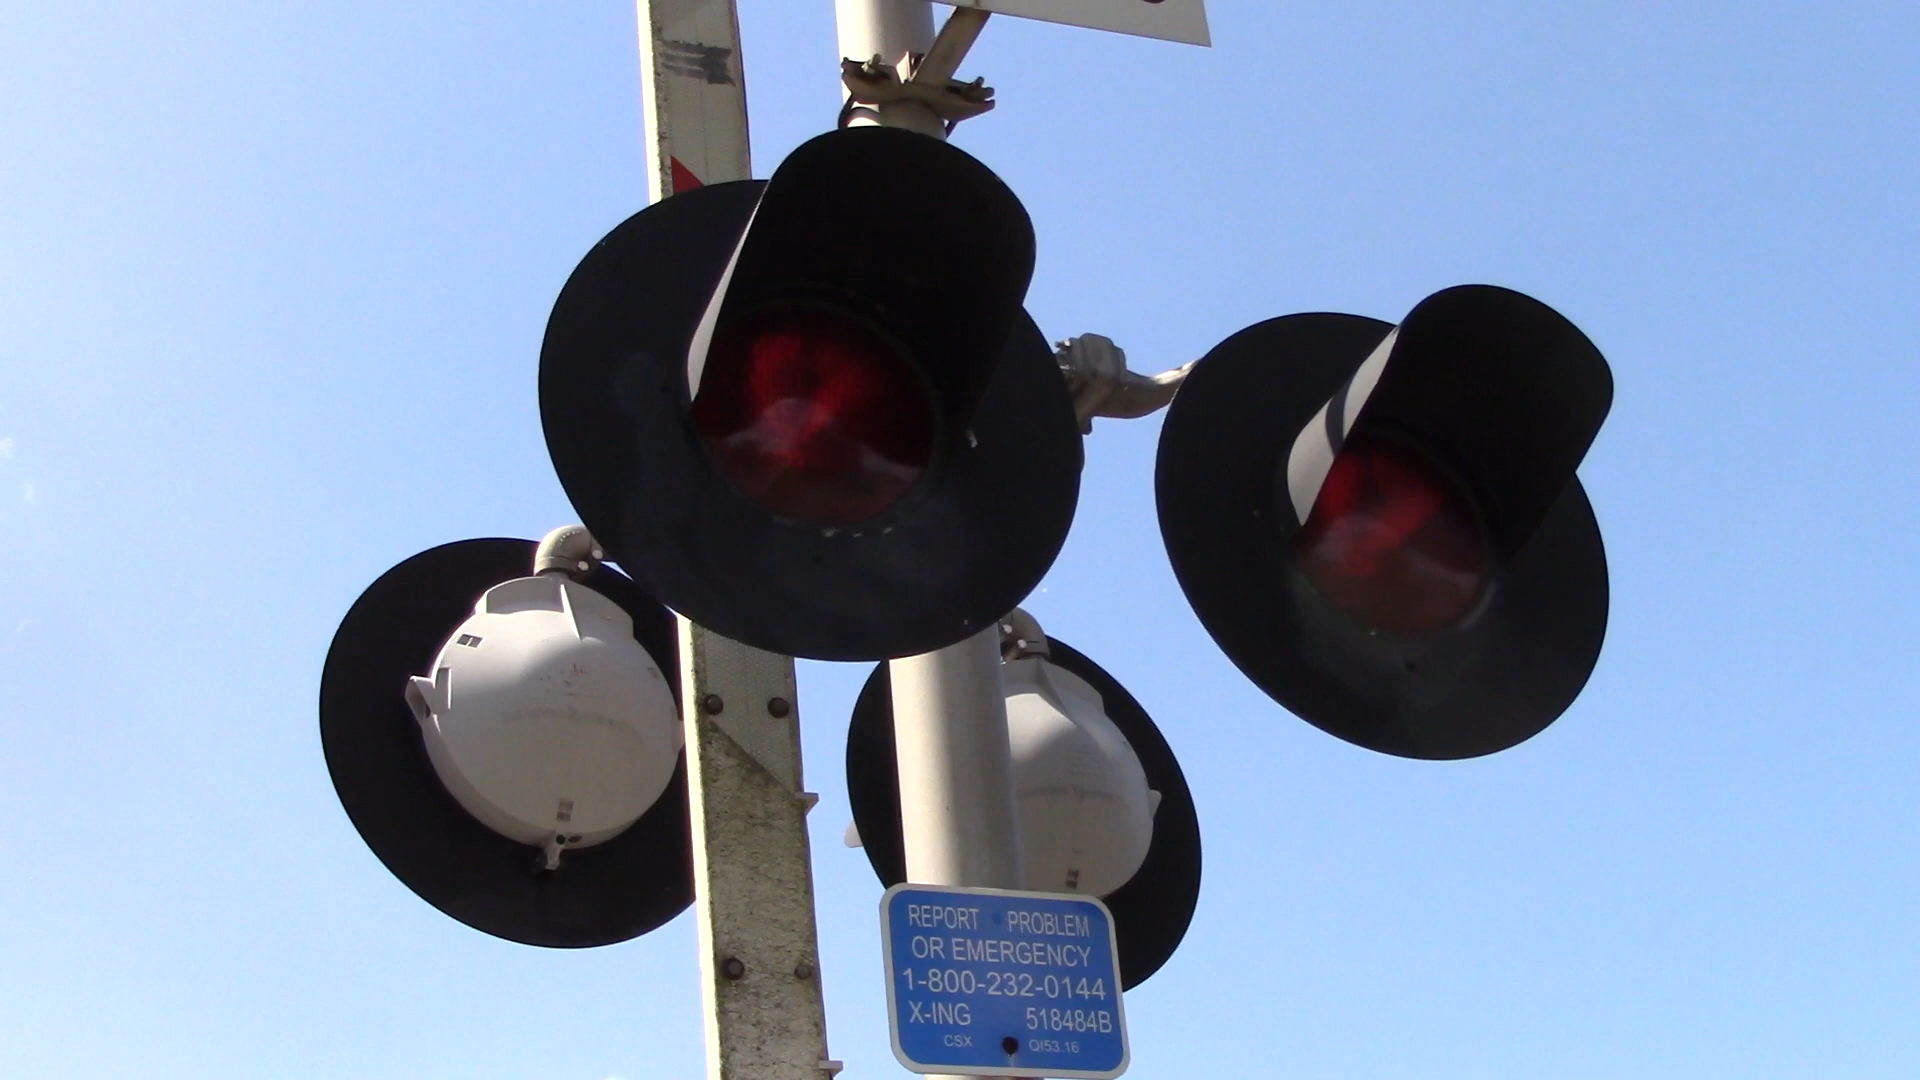 REPORT PROBLEM
OR EMERGENCY
1-800-232-0144
X-ING 518484B
CSX QI53.16